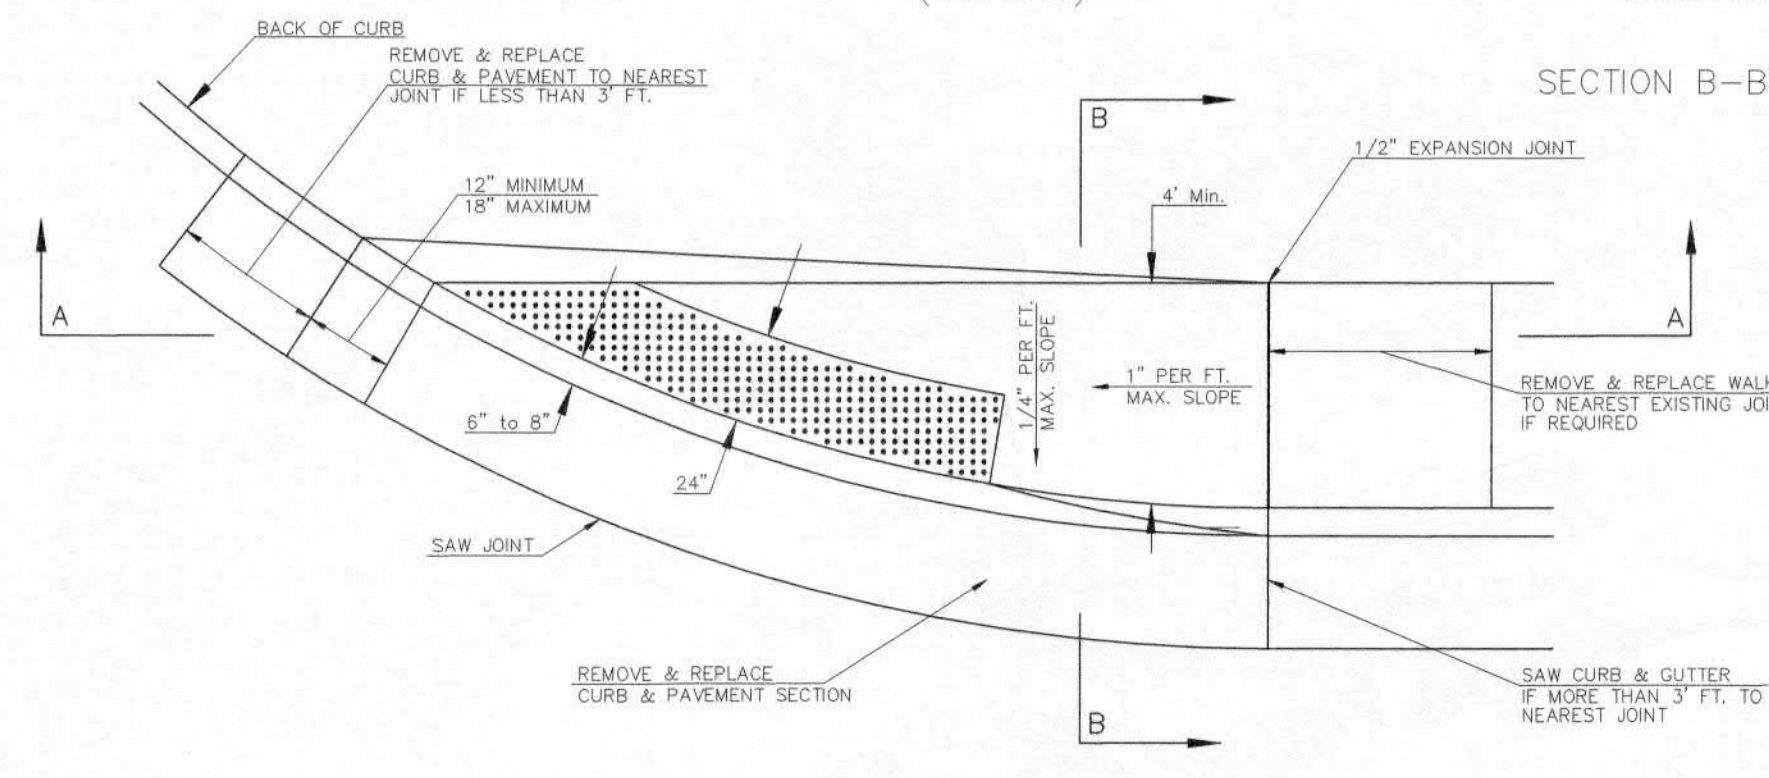 BACK OF CURB
REMOVE & REPLACE
CURB & PAVEMENT TO NEAREST
JOINT IF LESS THAN 3' FT.
SECTION B-B
B
1/2" EXPANSION JOINT
12" MINIMUM
18" MAXIMUM
4' Min.
A
A
1/4" PER FT.
MAX. SLOPE
1" PER FT.
MAX. SLOPE
REMOVE & REPLACE WALK
TO NEAREST EXISTING
IF REQUIRED
6" to 8"
24"
SAW JOINT
REMOVE & REPLACE
CURB & PAVEMENT SECTION
SAW CURB & GUTTER
IF MORE THAN 3' FT. TO
NEAREST JOINT
B